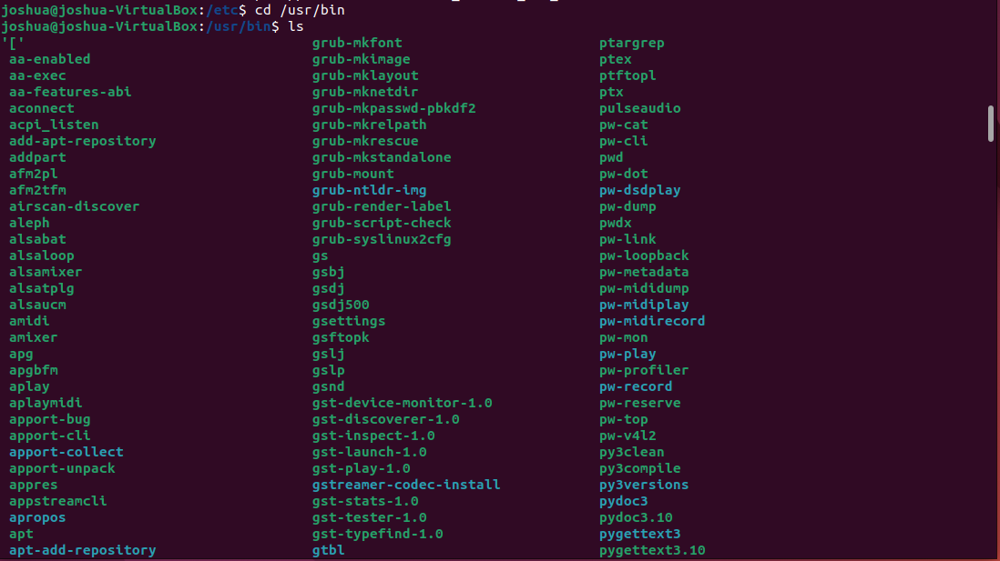 joshua@joshua-VirtualBox:/etc$ cd /usr/bin
joshua@joshua-VirtualBox:/usr/bin$ ls
'[' grub-mkfont ptargrep
aa-enabled grub-mkimage ptex
aa-exec grub-mklayout ptftopl
aa-features-abi grub-mknetdir ptx
aconnect grub-mkpasswd-pbkdf2 pulseaudio
acpi_listen grub-mkrelpath pw-cat
add-apt-repository grub-mkrescue pw-cli
addpart grub-mkstandalone pwd
afm2pl grub-mount pw-dot
afm2tfm grub-ntldr-img pw-dsdplay
airscan-discover grub-render-label pw-dump
aleph grub-script-check pwdx
alsabat grub-syslinux2cfg pw-link
alsaloop gs pw-loopback
alsamixer gsbj pw-metadata
alsatplg gsdj pw-mididump
alsaucm gsdj500 pw-midiplay
amidi gsettings pw-midirecord
amixer gsftopk pw-mon
apg gslj pw-play
apgbfm gslp pw-profiler
aplay gsnd pw-record
aplaymidi gst-device-monitor-1.0 pw-reserve
apport-bug gst-discoverer-1.0 pw-top
apport-cli gst-inspect-1.0 pw-v4l2
apport-collect gst-launch-1.0 py3clean
apport-unpack gst-play-1.0 py3compile
appres gstreamer-codec-install py3versions
appstreamcli gst-stats-1.0 pydoc3
apropos gst-tester-1.0 pydoc3.10
apt gst-typefind-1.0 pygettext3
apt-add-repository gtbl pygettext3.10